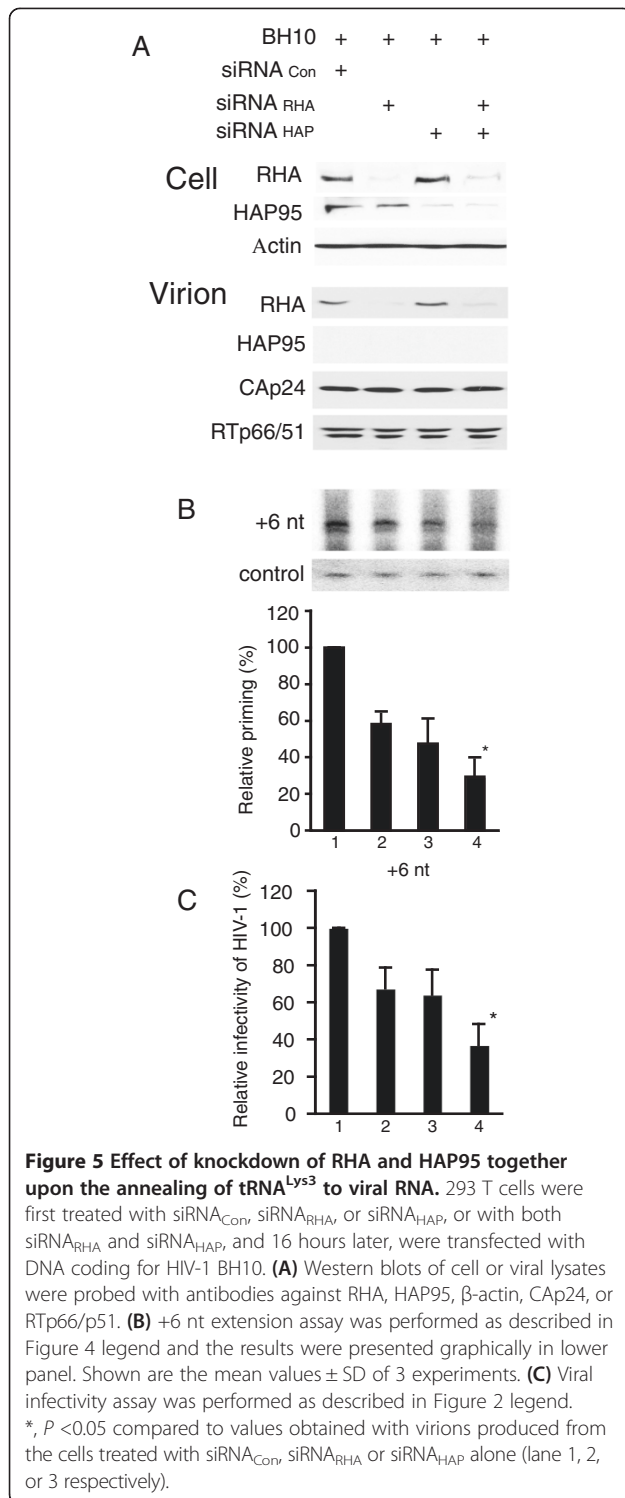 A
BH10 + + + +
siRNA Con +
siRNA RHA + +
siRNA HAP + +
Cell
RHA
HAP95
Actin
Virion
RHA
HAP95
CAp24
RTp66/51
B
+6 nt
control
Relative priming (%)
120
100
80
60
40
20
0
*
1 2 3 4
+6 nt
C
Relative infectivity of HIV-1 (%)
120
100
80
60
40
20
0
*
1 2 3 4
Figure 5 Effect of knockdown of RHA and HAP95 together
upon the annealing of tRNALys3 to viral RNA. 293 T cells were
first treated with siRNACon, siRNARHA, or siRNAHAP, or with both
siRNARHA and siRNAHAP, and 16 hours later, were transfected with
DNA coding for HIV-1 BH10. (A) Western blots of cell or viral lysates
were probed with antibodies against RHA, HAP95, β-actin, CAp24, or
RTp66/p51. (B) +6 nt extension assay was performed as described in
Figure 4 legend and the results were presented graphically in lower
panel. Shown are the mean values ± SD of 3 experiments. (C) Viral
infectivity assay was performed as described in Figure 2 legend.
*, P <0.05 compared to values obtained with virions produced from
the cells treated with siRNACon, siRNARHA or siRNAHAP alone (lane 1, 2,
or 3 respectively).